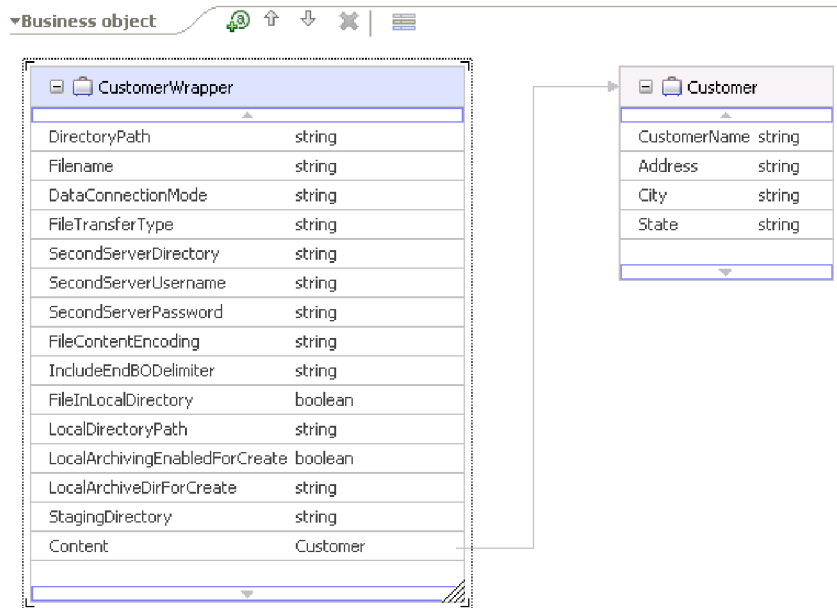 Business object
CustomerWrapper
DirectoryPath string
Filename string
DataConnectionMode string
FileTransferType string
SecondServerDirectory string
SecondServerUsername string
SecondServerPassword string
FileContentEncoding string
IncludeEndBODelimiter string
FileInLocalDirectory boolean
LocalDirectoryPath string
LocalArchivingEnabledForCreate boolean
LocalArchiveDirForCreate string
StagingDirectory string
Content Customer
Customer
CustomerName string
Address string
City string
State string